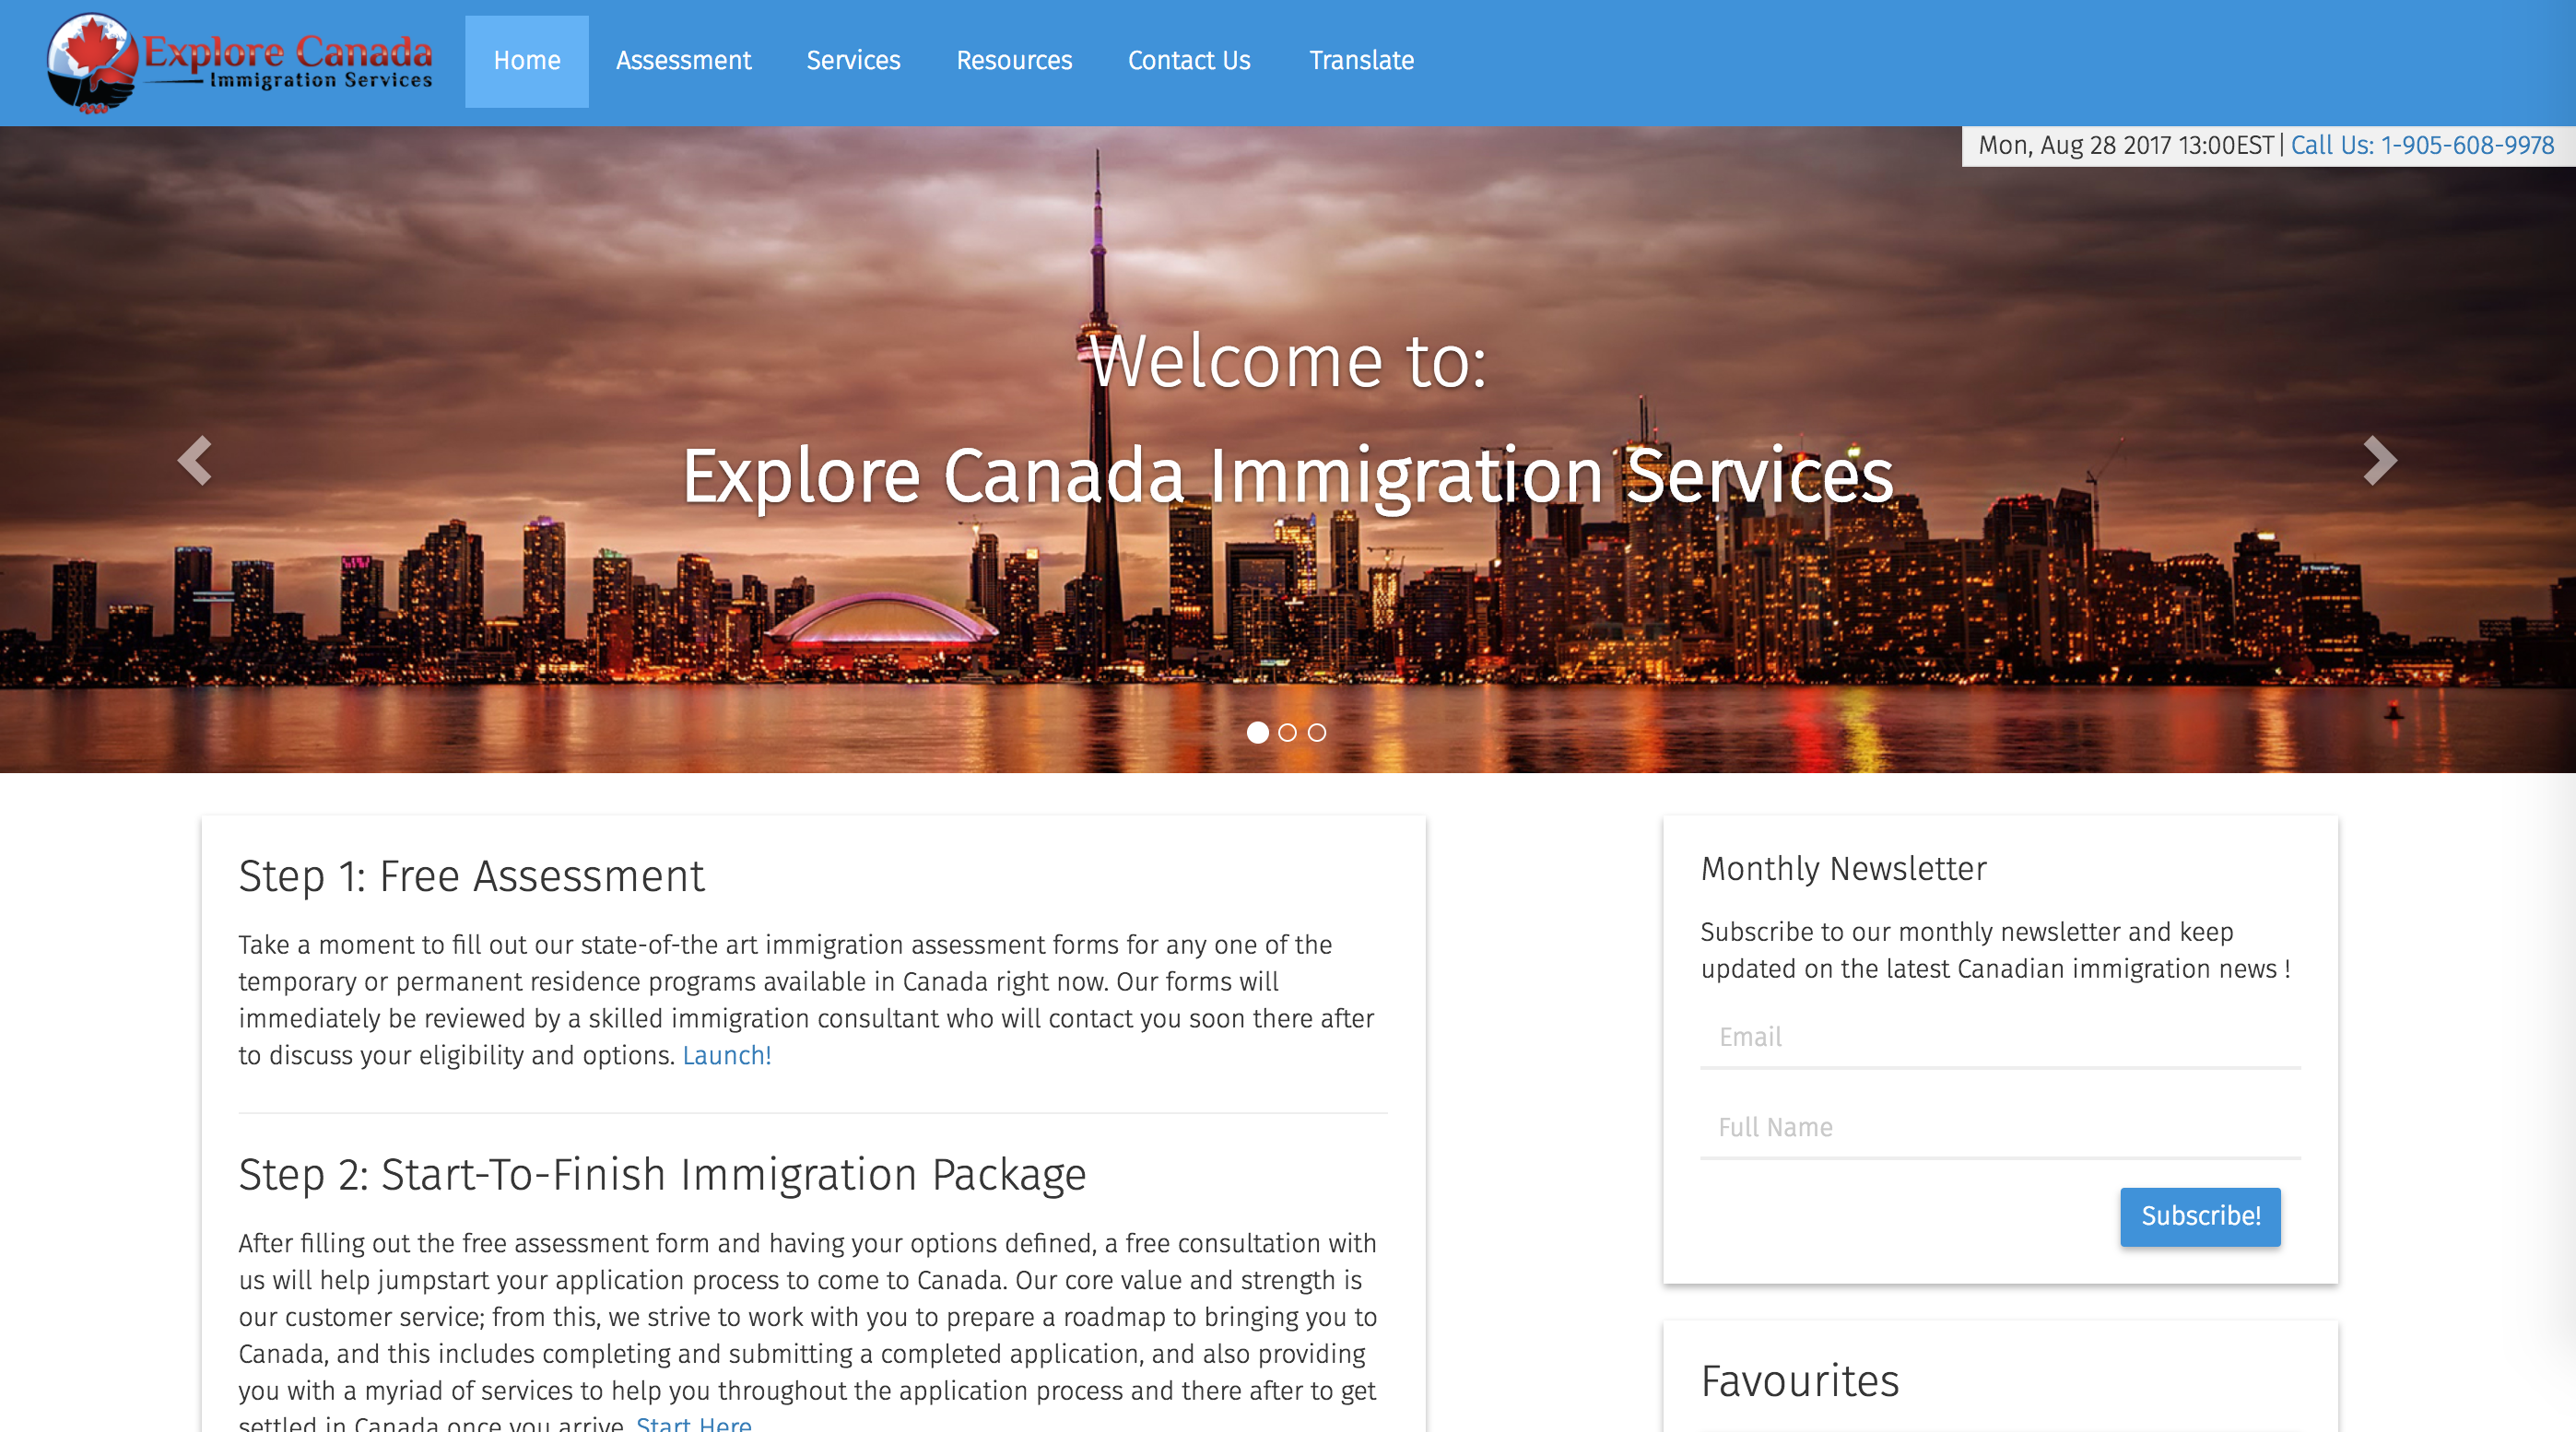 Explore Canada
Immigration Services
Home
Assessment
Services
Resources
Contact Us
Translate
Mon, Aug 28 2017 13:00EST | Call Us: 1-905-608-9978
Welcome to:
Explore Canada Immigration Services
Step 1: Free Assessment
Take a moment to fill out our state-of-the art immigration assessment forms for any one of the
temporary or permanent residence programs available in Canada right now. Our forms will
immediately be reviewed by a skilled immigration consultant who will contact you soon there after
to discuss your eligibility and options. Launch!
Step 2: Start-To-Finish Immigration Package
After filling out the free assessment form and having your options defined, a free consultation with
us will help jumpstart your application process to come to Canada. Our core value and strength is
our customer service; from this, we strive to work with you to prepare a roadmap to bringing you to
Canada, and this includes completing and submitting a completed application, and also providing
you with a myriad of services to help you throughout the application process and there after to get
settled in Canada once you arrive. Start Here
Monthly Newsletter
Subscribe to our monthly newsletter and keep
updated on the latest Canadian immigration news !
Email
Full Name
Subscribe!
Favourites